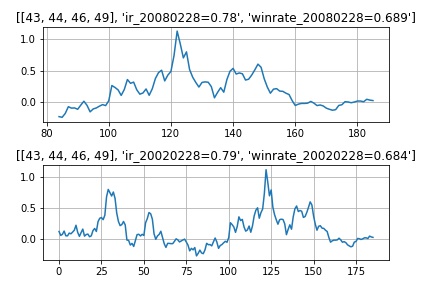 [[43, 44, 46, 49], 'ir_20080228=0.78', 'winrate_20080228=0.689']
1.0
0.5
0.0
80 100 120 140 160 180
[[43, 44, 46, 49], 'ir_20020228=0.79', 'winrate_20020228=0.684']
1.0
0.5
0.0
0 25 50 75 100 125 150 175